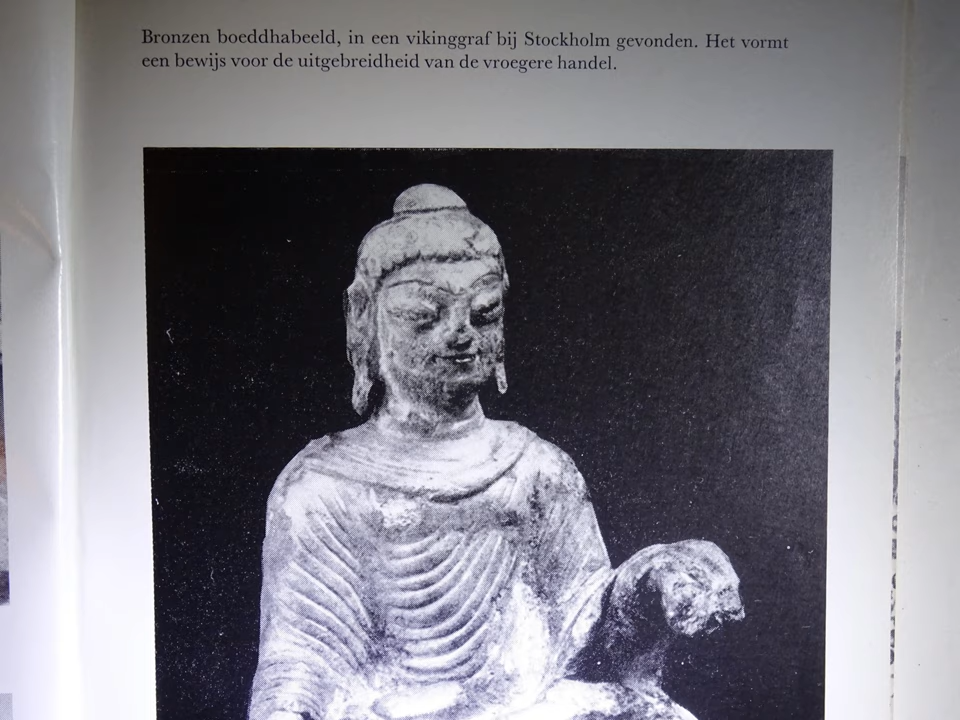 Bronzen boeddhabeeld, in een vikinggraf bij Stockholm gevonden. Het vormt
een bewijs voor de uitgebreidheid van de vroegere handel.